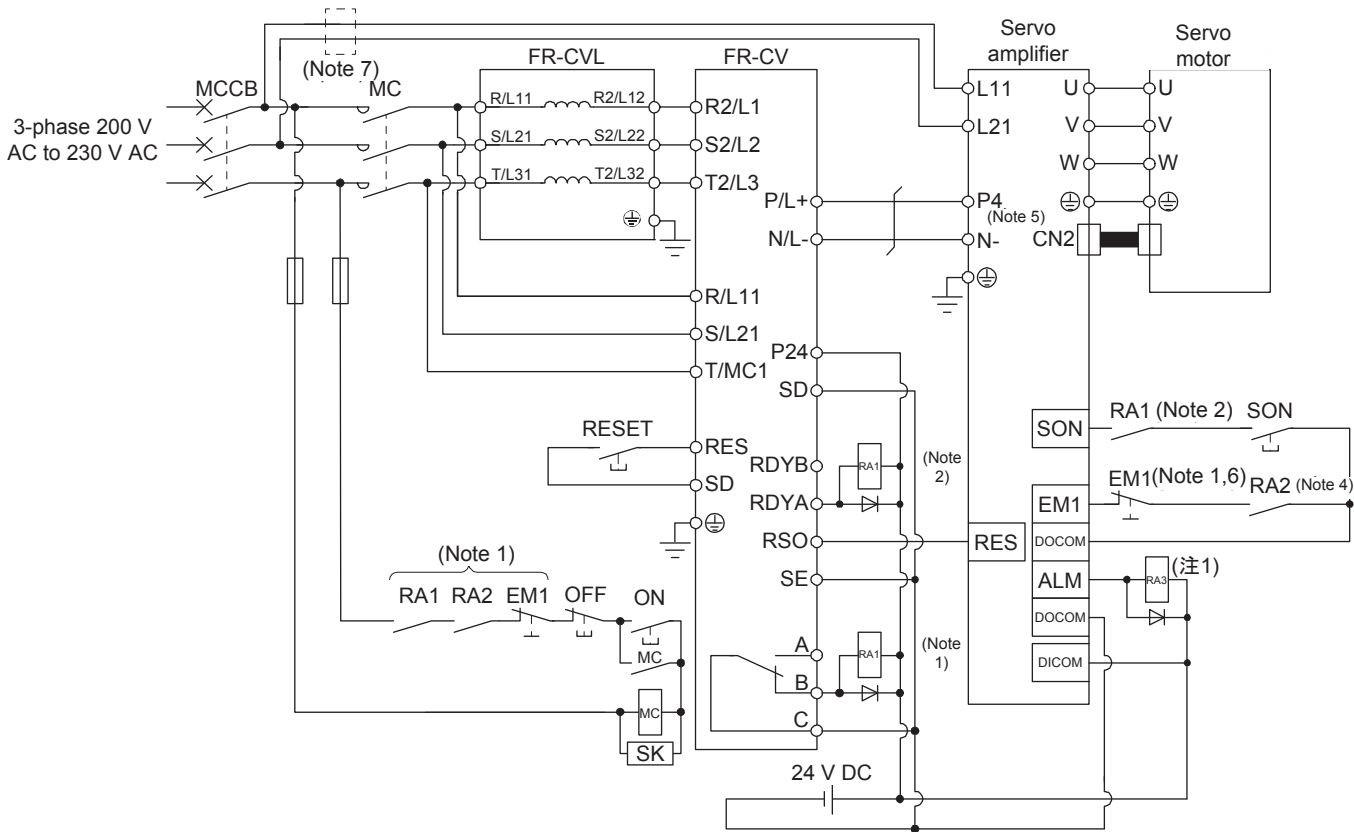 Servo
amplifier
Servo
motor
(Note 7)
FR-CVL
FR-CV
MCCB
MC
3-phase 200 V
AC to 230 V AC
R/L11
R2/L12
R2/L1
S/L21
S2/L22
S2/L2
T/L31
T2/L32
T2/L3
L11
L21
U
V
W
U
V
W
P/L+
N/L-
P4
(Note 5)
N-
CN2
R/L11
S/L21
T/MC1
P24
SD
RESET
RES
SD
RDYB
RDYA
RSO
SE
RA1
(Note
2)
RES
SON
RA1 (Note 2)
SON
EM1
EM1(Note 1,6)
RA2 (Note 4)
DOCOM
ALM
RA3
(注1)
DOCOM
DICOM
(Note 1)
RA1
RA2
EM1
OFF
ON
MC
MC
SK
A
B
C
RA1
(Note
1)
24 V DC